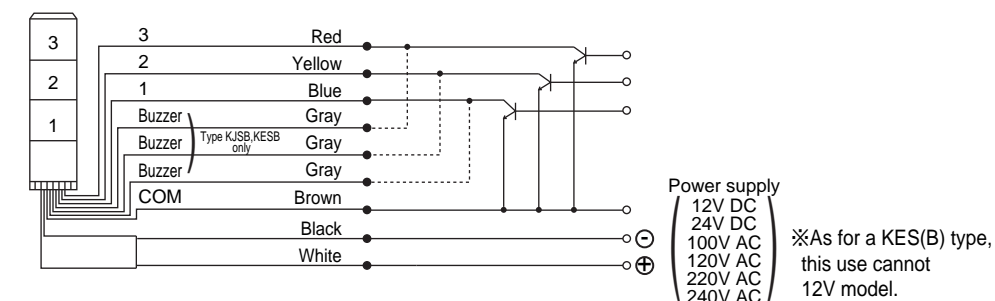 3
2
1
3 Red
2 Yellow
1 Blue
Buzzer Gray
Buzzer Type KJSB,KESB only Gray
Buzzer Gray
COM Brown
Black
White
Power supply
12V DC
24V DC
100V AC
120V AC
220V AC
240V AC
※As for a KES(B) type,
this use cannot
12V model.